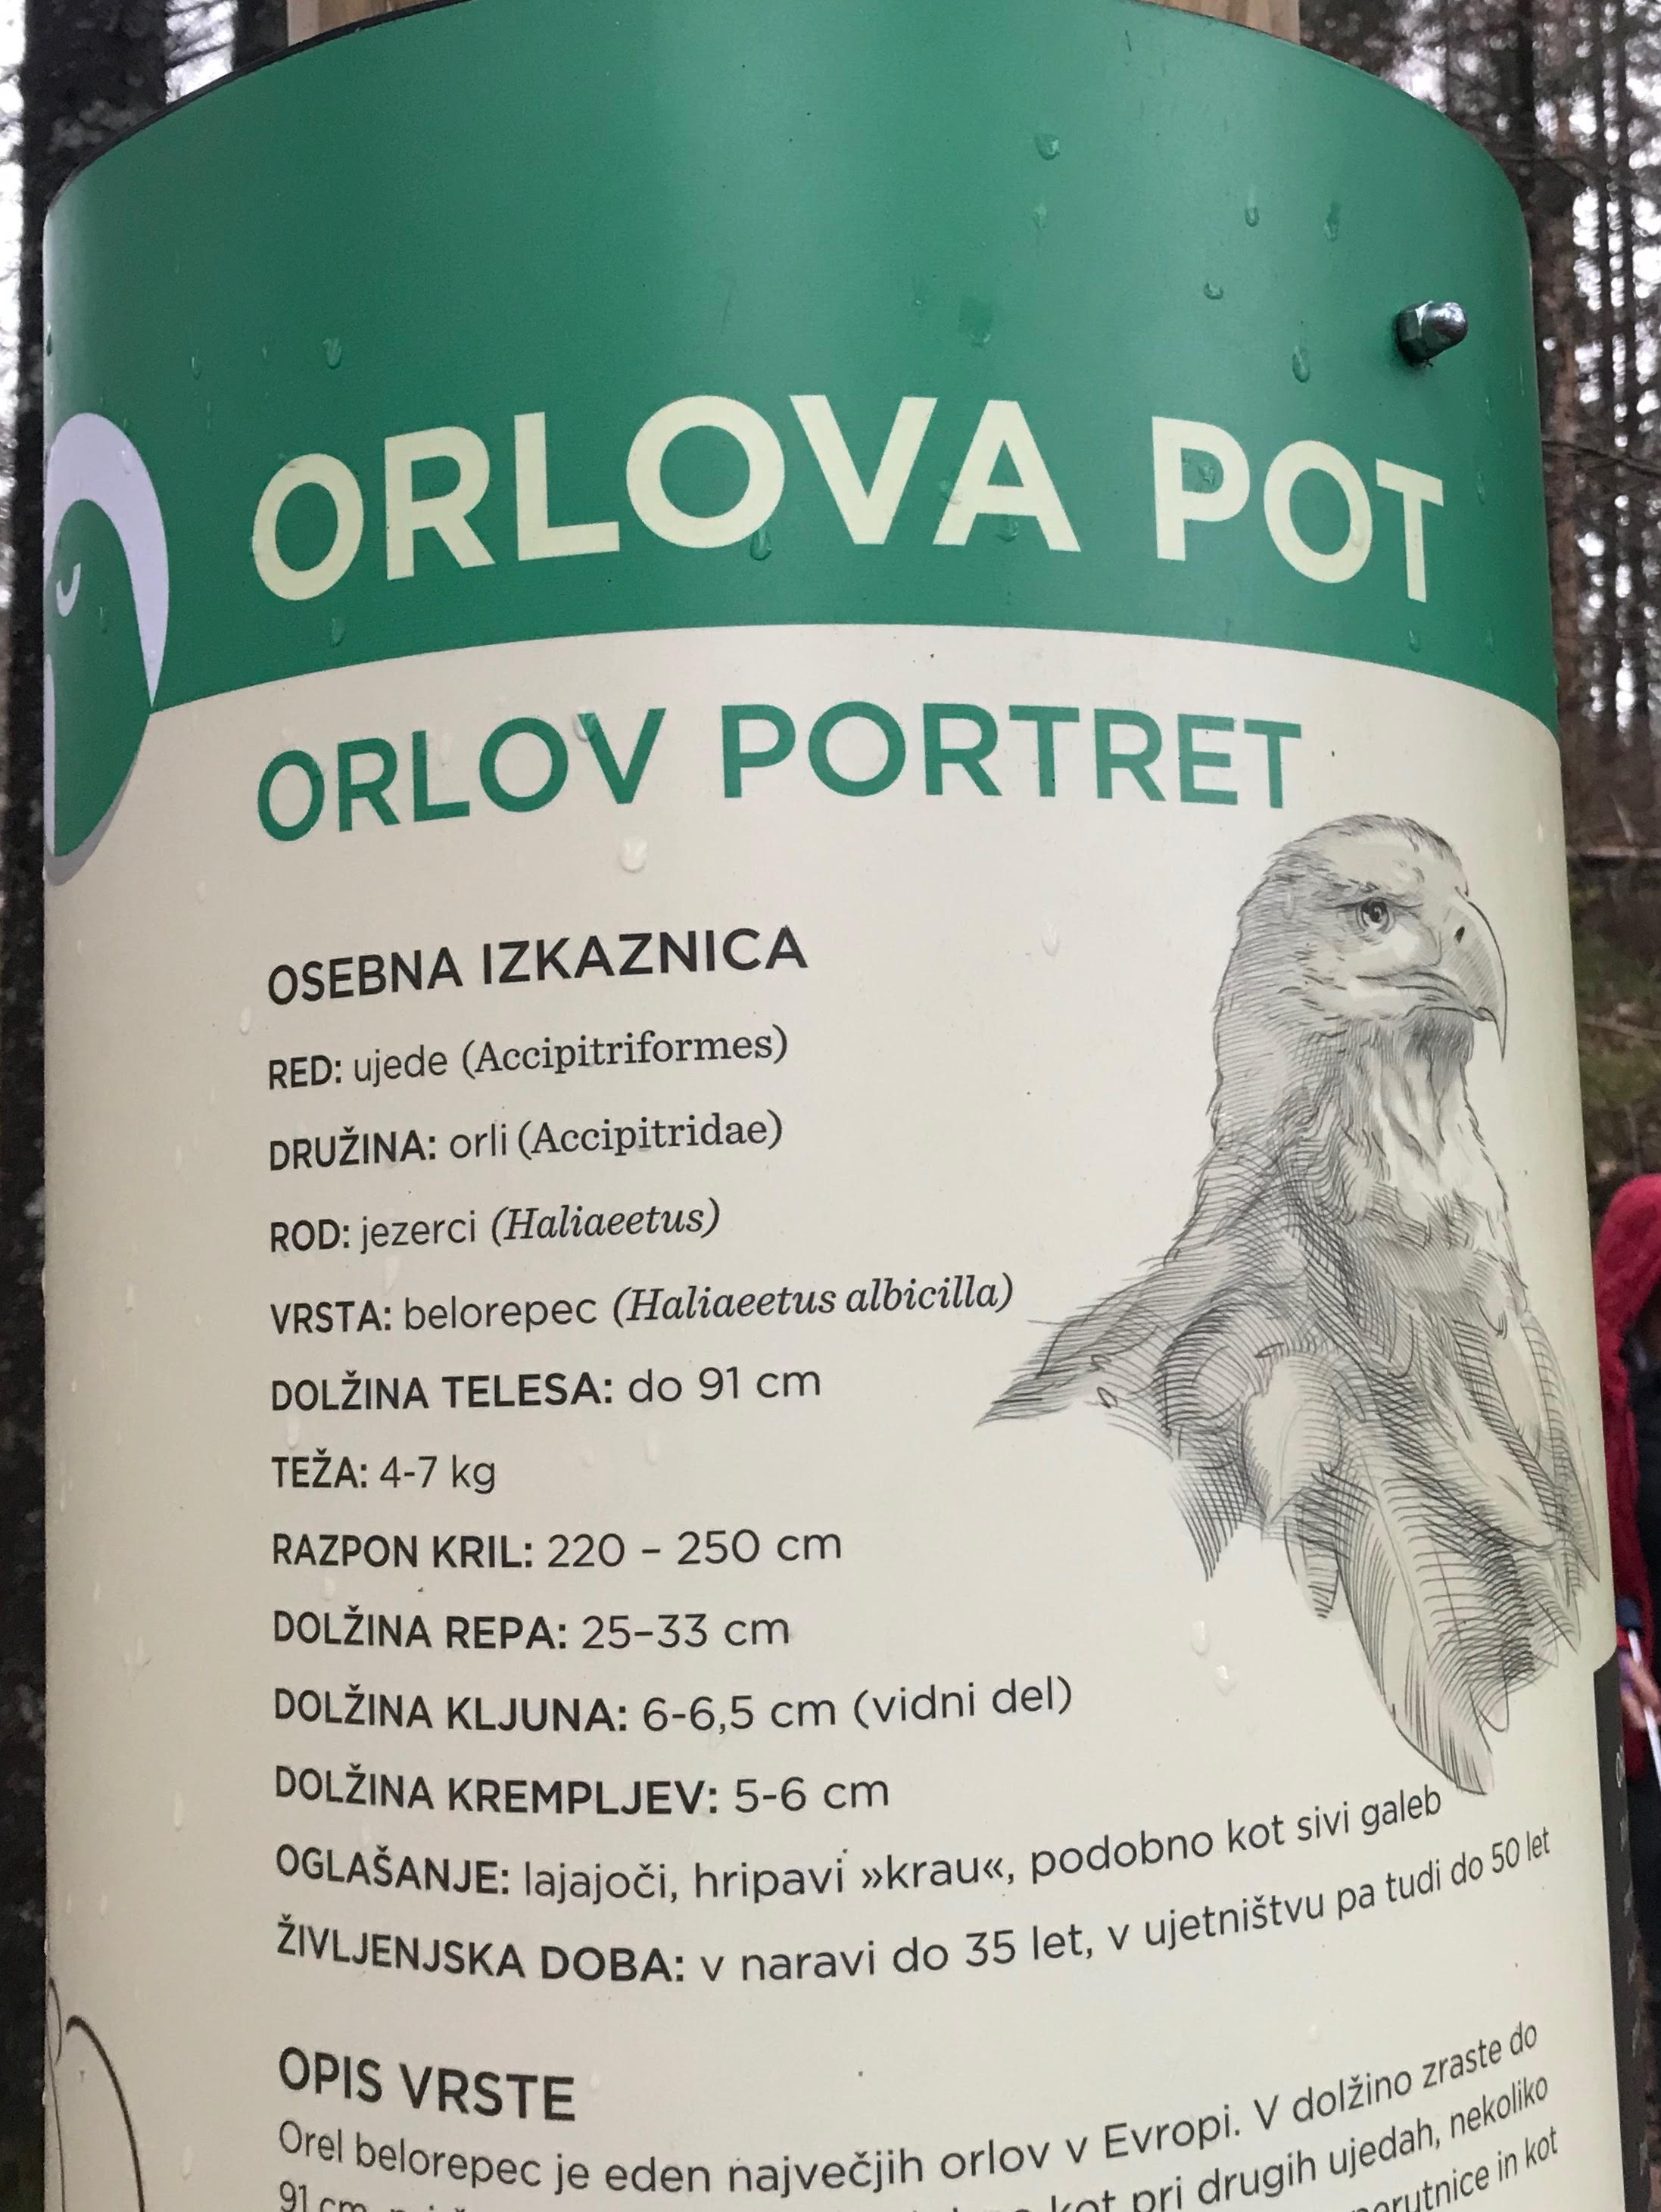 ORLOVA POT
ORLOV PORTRET
OSEBNA IZKAZNICA
RED: ujede (Accipitriformes)
DRUŽINA: orli (Accipitridae)
ROD: jezerci (Haliaeetus)
VRSTA: belorepec (Haliaeetus albicilla)
DOLŽINA TELESA: do 91 cm
TEŽA: 4-7 kg
RAZPON KRIL: 220 – 250 cm
DOLŽINA REPA: 25–33 cm
DOLŽINA KLJUNA: 6-6,5 cm (vidni del)
DOLŽINA KREMPLJEV: 5-6 cm
OGLAŠANJE: lajajoči, hripavi »krau«, podobno kot sivi galeb
ŽIVLJENJSKA DOBA: v naravi do 35 let, v ujetništvu pa tudi do 50 let
OPIS VRSTE
Orel belorepec je eden največjih orlov v Evropi. V dolžino zraste do
91 cm kot pri drugih ujedah, nekoliko
in kot